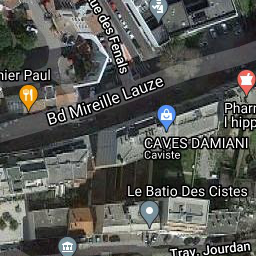 ue des Fenals
nier Paul
Bd Mireille Lauze
Pharm
l'hipp
CAVES DAMIANI
Caviste
Le Batio Des Cistes
Trav. Jourdan